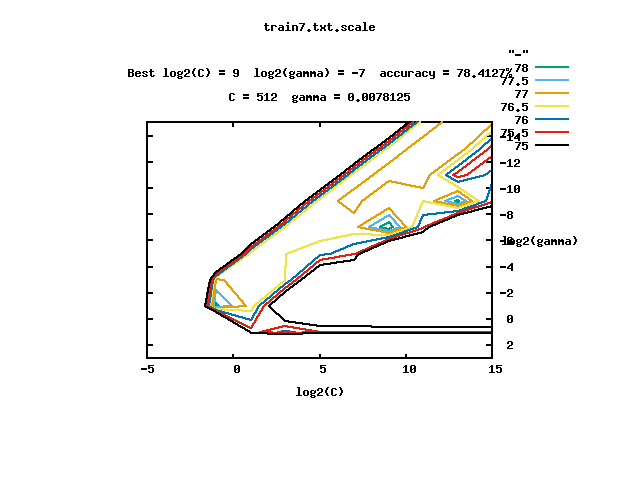 train7.txt.scale
"-"
Best log2(C) = 9  log2(gamma) = -7  accuracy = 78.4127%
78
77.5
77
C = 512  gamma = 0.0078125
76.5
76
75.5
-14
75
-12
-10
-8
-6
log2(gamma)
-4
-2
0
2
-5 0 5 10 15
log2(C)